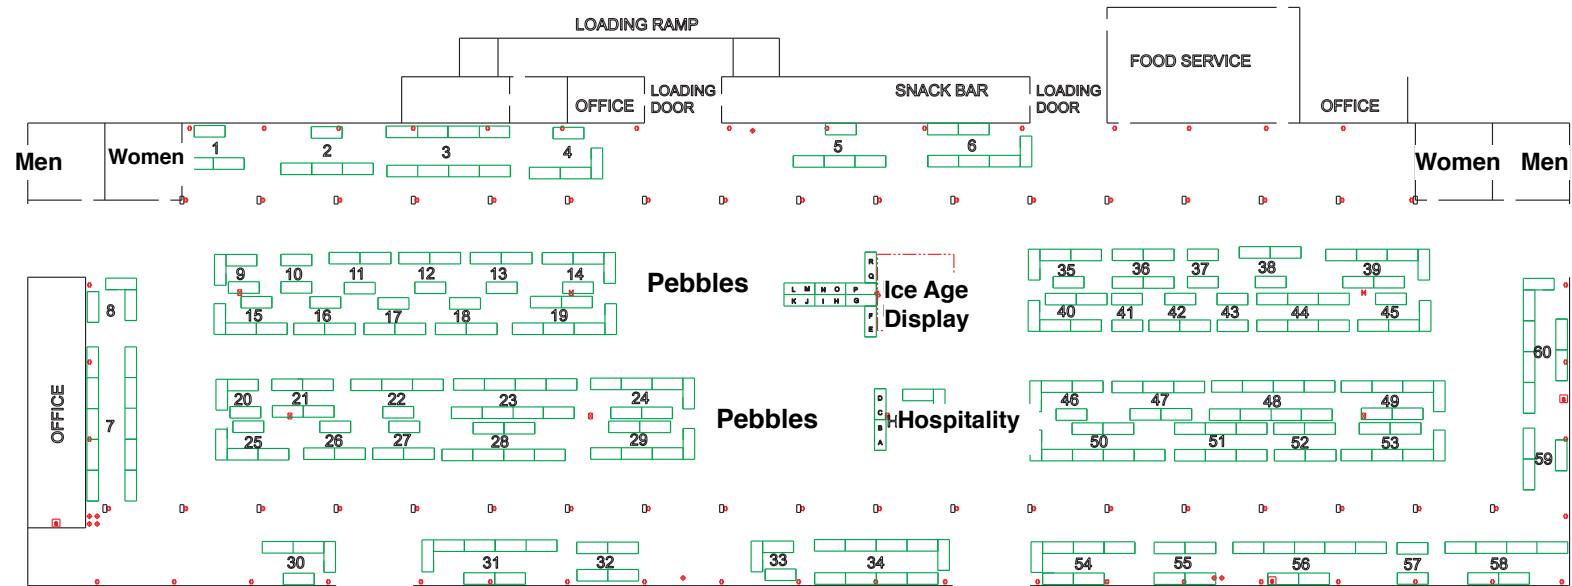 LOADING RAMP
FOOD SERVICE
OFFICE
LOADING
DOOR
SNACK BAR
LOADING
DOOR
OFFICE
Men
Women
1
2
3
4
5
6
Women
Men
8
9
10
11
12
13
14
Pebbles
R
Q
L M N O P
K J I H G
F
E
Ice Age
Display
35
36
37
38
39
15
16
17
18
19
40
41
42
43
44
45
60
OFFICE
7
20
21
22
23
24
Pebbles
D
C
B
A
Hospitality
46
47
48
49
25
26
27
28
29
50
51
52
53
59
30
31
32
33
34
54
55
56
57
58